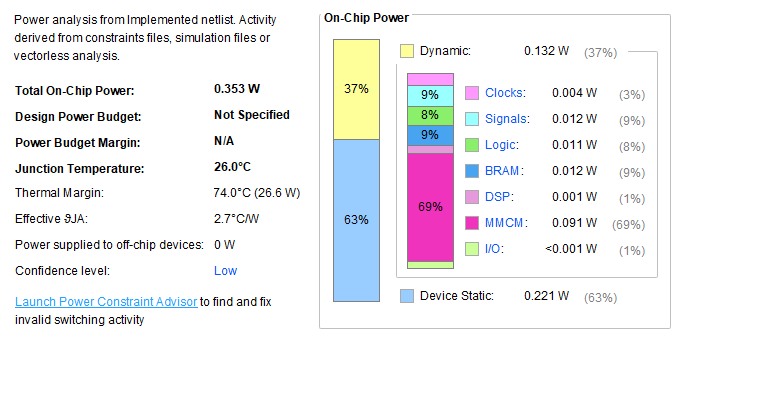 Power analysis from Implemented netlist. Activity
derived from constraints files, simulation files or
vectorless analysis.
Total On-Chip Power: 0.353 W
Design Power Budget: Not Specified
Power Budget Margin: N/A
Junction Temperature: 26.0°C
Thermal Margin: 74.0°C (26.6 W)
Effective ϑJA: 2.7°C/W
Power supplied to off-chip devices: 0 W
Confidence level: Low
Launch Power Constraint Advisor to find and fix
invalid switching activity
On-Chip Power
37%
63%
Dynamic: 0.132 W (37%)
9%
8%
9%
69%
Clocks: 0.004 W (3%)
Signals: 0.012 W (9%)
Logic: 0.011 W (8%)
BRAM: 0.012 W (9%)
DSP: 0.001 W (1%)
MMCM: 0.091 W (69%)
I/O: <0.001 W (1%)
Device Static: 0.221 W (63%)